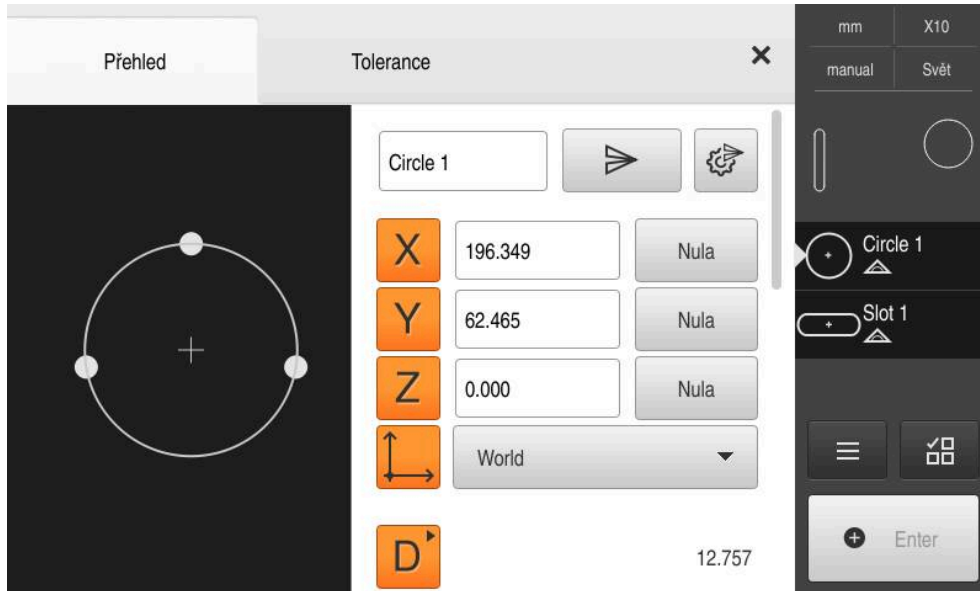 Přehled
Tolerance
mm
X10
manual
Svět
Circle 1
X
196.349
Nula
Y
62.465
Nula
Z
0.000
Nula
World
D
12.757
Circle 1
Slot 1
Enter